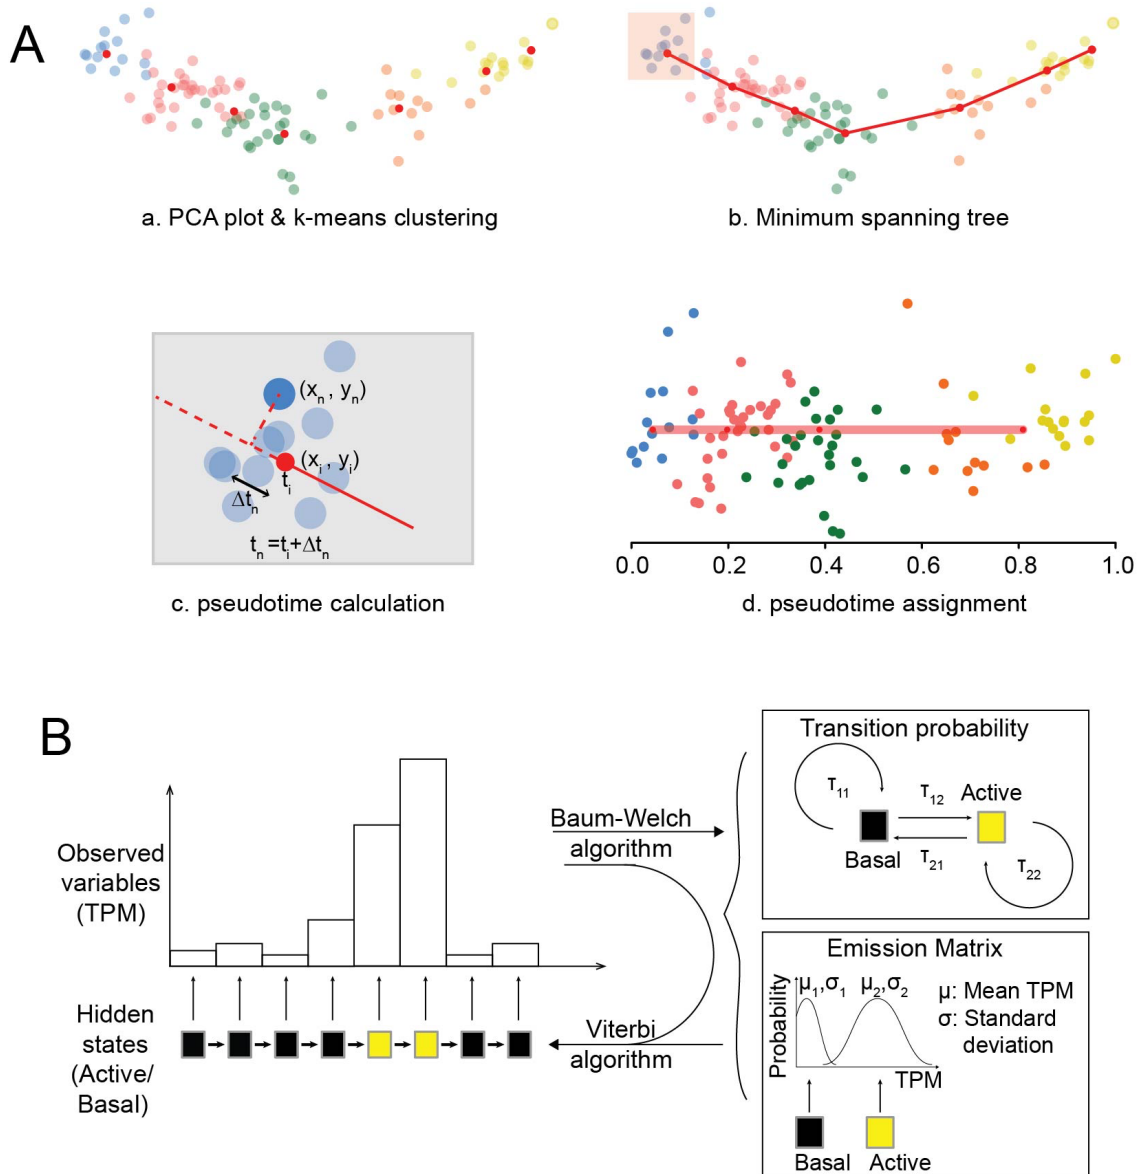 A
a. PCA plot & k-means clustering
b. Minimum spanning tree
(xn, yn)
(xi, yi)
ti
Δtn
tn=ti+Δtn
c. pseudotime calculation
0.0 0.2 0.4 0.6 0.8 1.0
d. pseudotime assignment
B
Observed
variables
(TPM)
Hidden
states
(Active/
Basal)
Baum-Welch
algorithm
Viterbi
algorithm
Transition probability
τ11
τ12
Active
Basal
τ21
τ22
Emission Matrix
Probability
μ1,σ1 μ2,σ2
μ: Mean TPM
σ: Standard
deviation
TPM
Basal Active